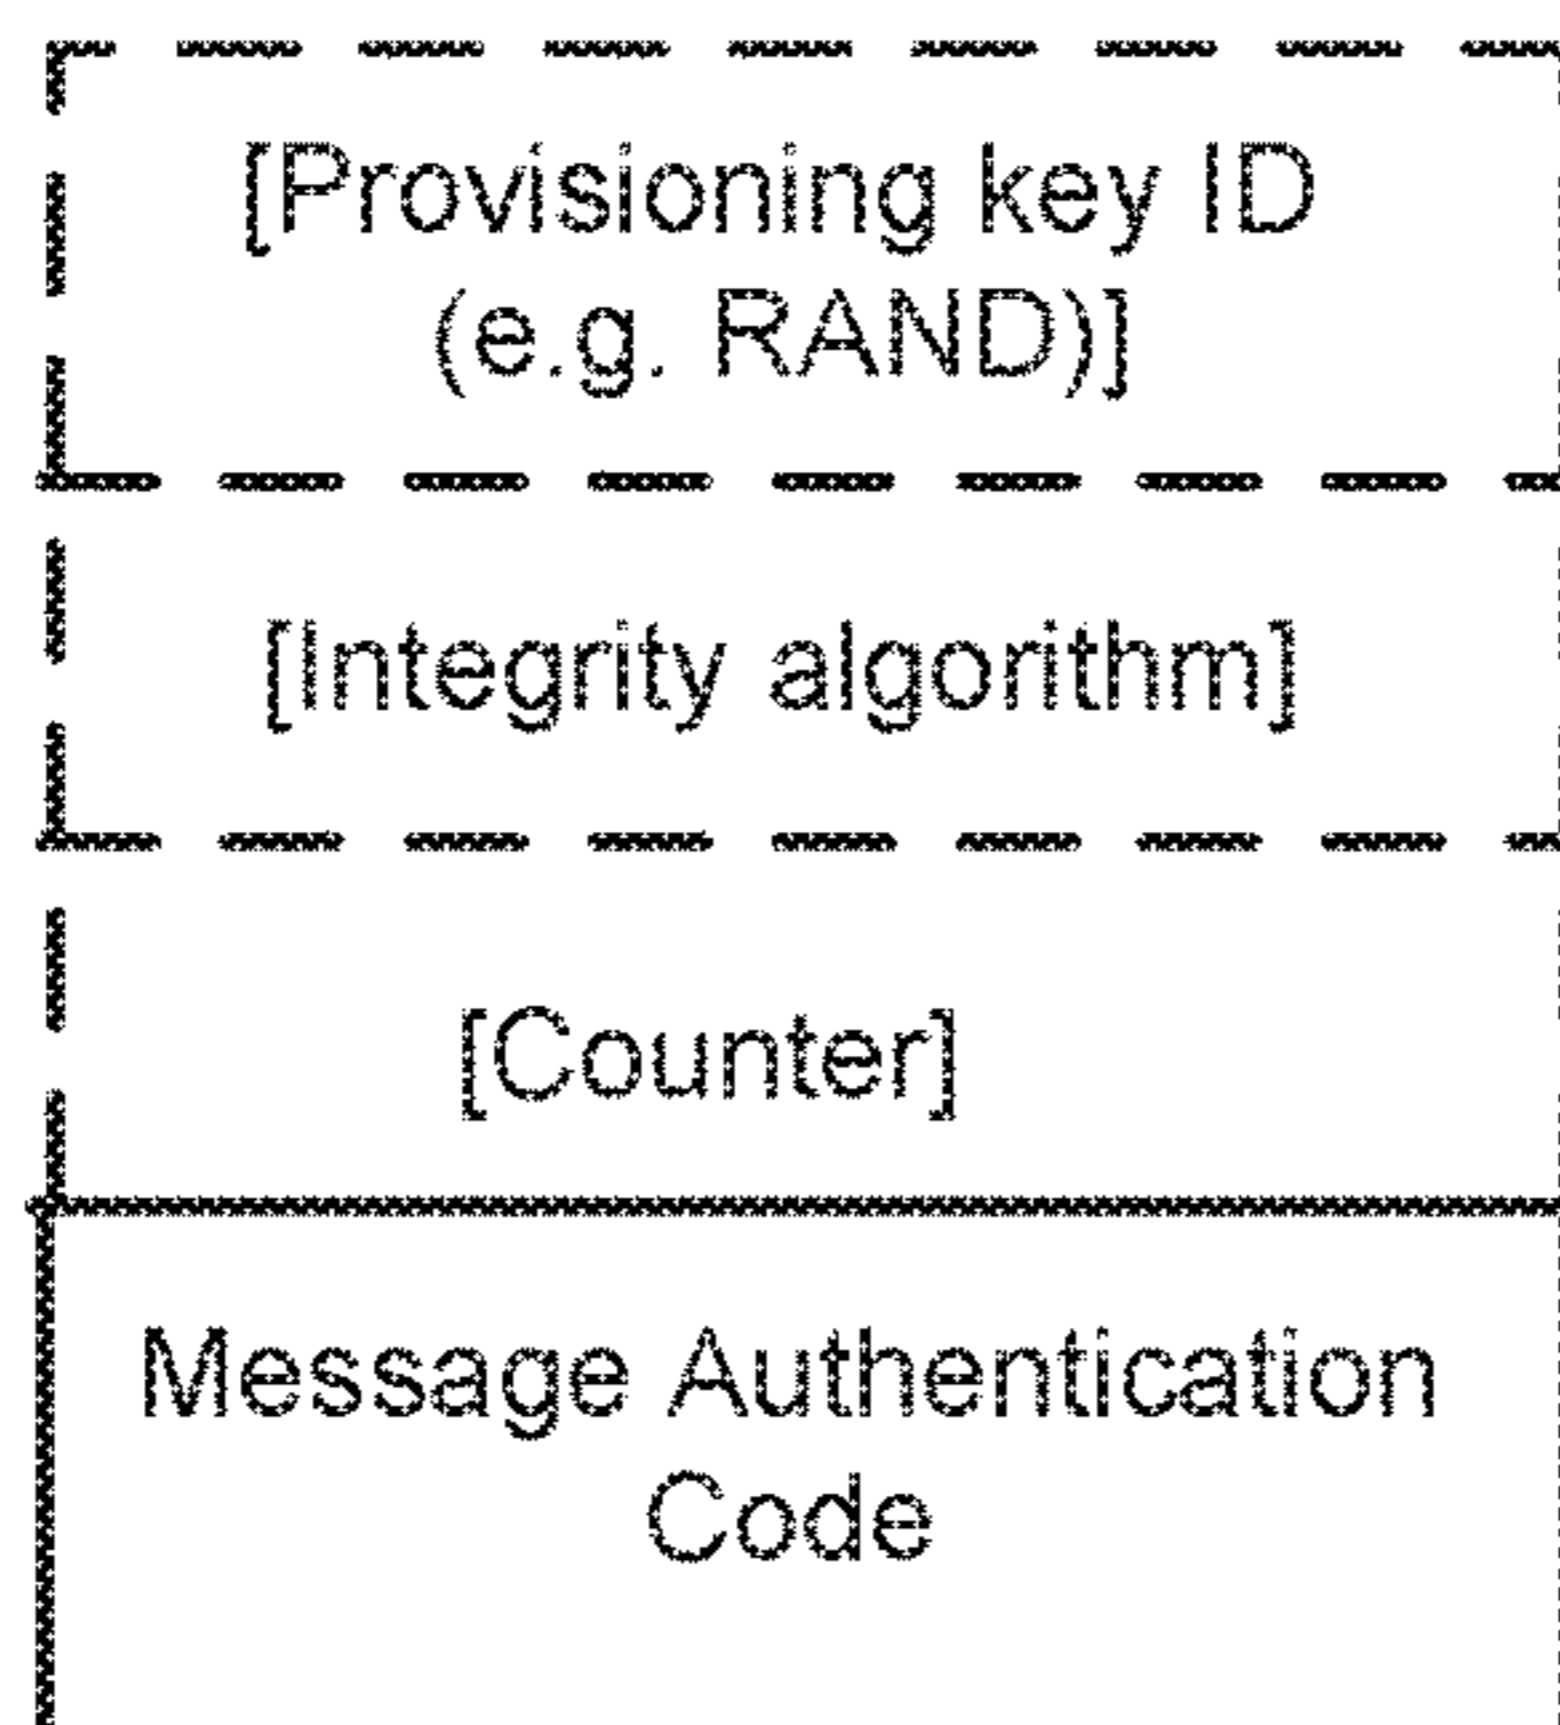 [Provisioning key ID
(e.g. RAND)]
[Integrity algorithm]
[Counter]
Message Authentication
Code